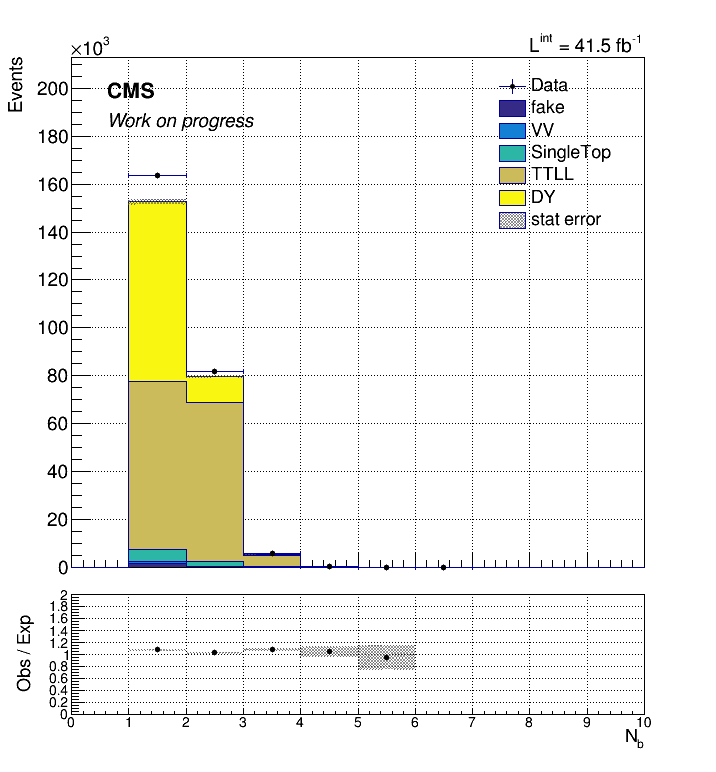 ×10³
L^int = 41.5 fb⁻¹
Events
CMS
Work on progress
Data
fake
VV
SingleTop
TTLL
DY
stat error
200
180
160
140
120
100
80
60
40
20
0
Obs / Exp
2
1.8
1.6
1.4
1.2
1
0.8
0.6
0.4
0.2
0
0 1 2 3 4 5 6 7 8 9 10
N_b